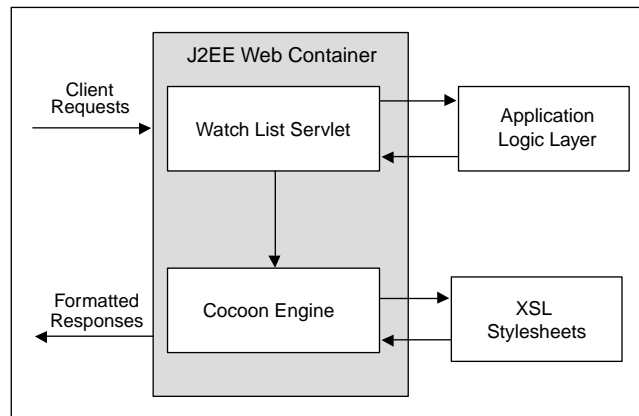 J2EE Web Container
Client
Requests
Watch List Servlet
Application
Logic Layer
Formatted
Responses
Cocoon Engine
XSL
Stylesheets